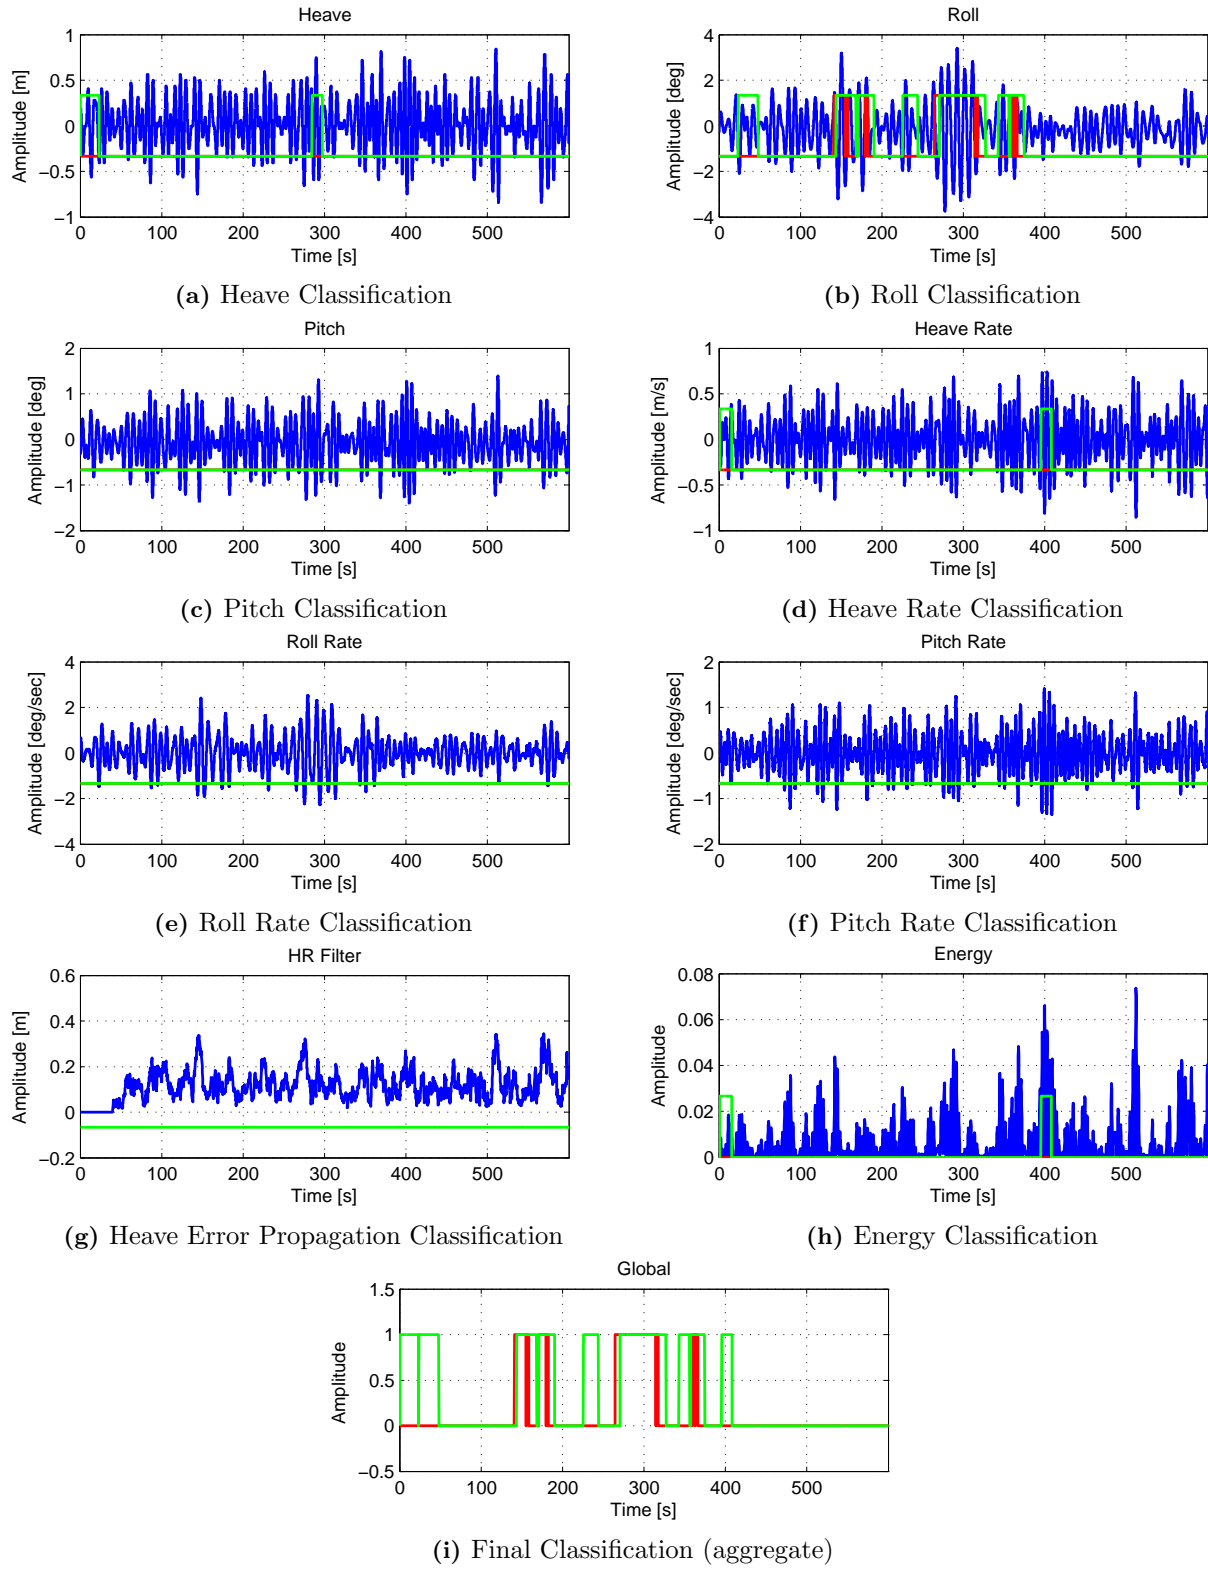 Heave
Amplitude [m]
1
0.5
0
−0.5
−1
0 100 200 300 400 500
Time [s]
(a) Heave Classification
Roll
Amplitude [deg]
4
2
0
−2
−4
0 100 200 300 400 500
Time [s]
(b) Roll Classification
Pitch
Amplitude [deg]
2
1
0
−1
−2
0 100 200 300 400 500
Time [s]
(c) Pitch Classification
Heave Rate
Amplitude [m/s]
1
0.5
0
−0.5
−1
0 100 200 300 400 500
Time [s]
(d) Heave Rate Classification
Roll Rate
Amplitude [deg/sec]
4
2
0
−2
−4
0 100 200 300 400 500
Time [s]
(e) Roll Rate Classification
Pitch Rate
Amplitude [deg/sec]
2
1
0
−1
−2
0 100 200 300 400 500
Time [s]
(f) Pitch Rate Classification
HR Filter
Amplitude [m]
0.6
0.4
0.2
0
−0.2
0 100 200 300 400 500
Time [s]
(g) Heave Error Propagation Classification
Energy
Amplitude
0.08
0.06
0.04
0.02
0
0 100 200 300 400 500
Time [s]
(h) Energy Classification
Global
Amplitude
1.5
1
0.5
0
−0.5
0 100 200 300 400 500
Time [s]
(i) Final Classification (aggregate)